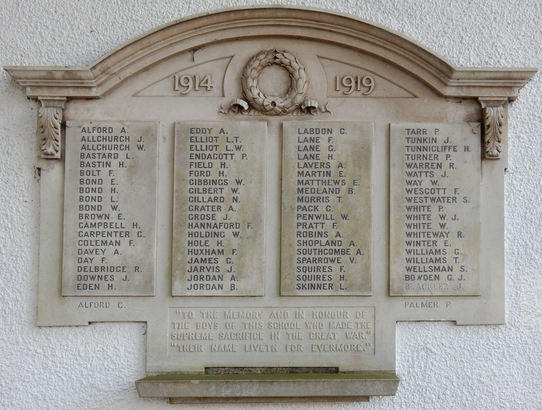 1914 1919
ALFORD A.
ALLCHURCH J.
ALLCHURCH W.
BASTARD L.
BASTIN H.
BOLT F.
BOND E.
BOND H.
BOND L.
BOND W.
BROWN E.
CAMPBELL H.
CARPENTER G.
COLEMAN F.
DAVEY A.
DAY F.
DELBRIDGE R.
DOWNES J.
EDEN H.
ALFORD C.
EDDY A.
ELLIOT L.T.
ELLIOT L.W.
ENDACOTT P.
FIELD H.
FORD H.
GIBBINGS W.
GILBERT W.
GILLARD N.
GRATER A.
GROSE J.
HANNAFORD F.
HOLDING W.
HOLE H.
HUXHAM F.
JAMES G.
JARVIS J.
JORDAN A.
JORDAN B.
LABDON C.
LANE F.
LANE G.
LANE H.
LAVERS A.
MARTIN E.
MATTHEWS E.
MEDLAND B.
MORRIS T.
PACK C.
PENWILL W.
PRATT F.
ROBINS A.
SHOPLAND A.
SOUTHCOMBE A.
SPARROWE V.
SQUIRES F.
SQUIRES H.
SKINNER L.
TARR P.
TUNKIN J.
TUNNICLIFFE H.
TURNER P.
WARREN R.
WATTS J.
WAY W.
WESCOTT F.
WESTWATER S.
WHITE P.
WHITE W.J.
WHITE W.
WHITEWAY R.
WINTER E.
WILLIAMS G.
WILLIAMS T.
WELLSMAN S.
BOWDEN G.J.
PALMER F.
"TO THE MEMORY AND IN HONOUR OF
THE BOYS OF THIS SCHOOL WHO MADE THE
SUPREME SACRIFICE IN THE GREAT WAR."
"THEIR NAME LIVETH FOR EVERMORE."